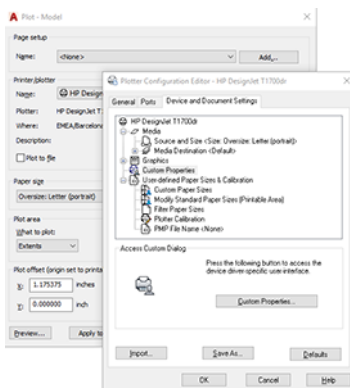 Plot - Model
Page setup
Name:
<None>
Add...
Printer/plotter
Name:
HP Design
Plotter:
HP DesignJet T
Where:
EMEA/Barcelon
Description:
Plot to file
Paper size
Oversize: Letter (portrait)
Plot area
What to plot:
Extents
Plot offset (origin set to printa
X:
1.175375
inches
Y:
0.000000
inch
Preview...
Apply to
Plotter Configuration Editor - HP DesignJet T1700dr
General
Ports
Device and Document Settings
HP DesignJet T1700dr
Media
Source and Size <Size: Oversize: Letter (portrait)>
Media Destination <Default>
Graphics
Custom Properties
User-defined Paper Sizes & Calibration
Custom Paper Sizes
Modify Standard Paper Sizes (Printable Area)
Filter Paper Sizes
Plotter Calibration
PMP File Name <None>
Access Custom Dialog
Press the following button to access the
device driver-specific user interface.
Custom Properties...
Import...
Save As...
Defaults
OK
Cancel
Help